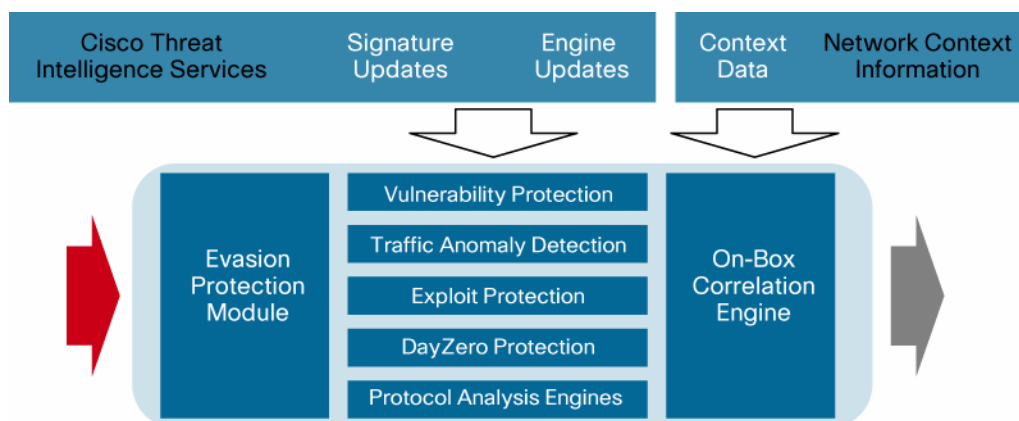 Cisco Threat
Intelligence Services
Signature
Updates
Engine
Updates
Context
Data
Network Context
Information
Evasion
Protection
Module
Vulnerability Protection
Traffic Anomaly Detection
Exploit Protection
DayZero Protection
Protocol Analysis Engines
On-Box
Correlation
Engine